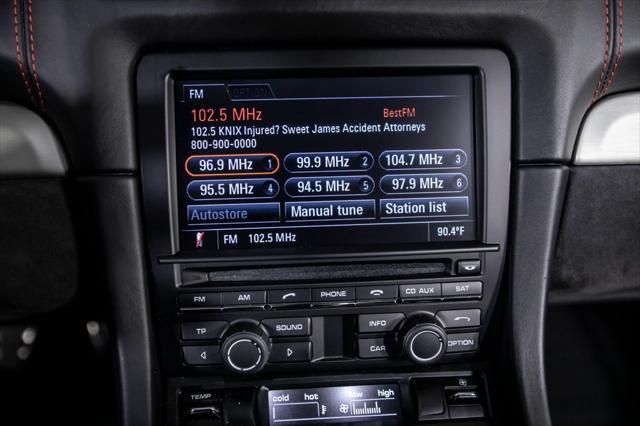 FM OPTION
102.5 MHz BestFM
102.5 KNIX Injured? Sweet James Accident Attorneys
800-900-0000
96.9 MHz 1 99.9 MHz 2 104.7 MHz 3
95.5 MHz 4 94.5 MHz 5 97.9 MHz 6
Autostore Manual tune Station list
FM 102.5 MHz 90.4°F
FM AM PHONE CD AUX SAT
TP SOUND INFO
CAR OPTION
TEMP
cold hot low high